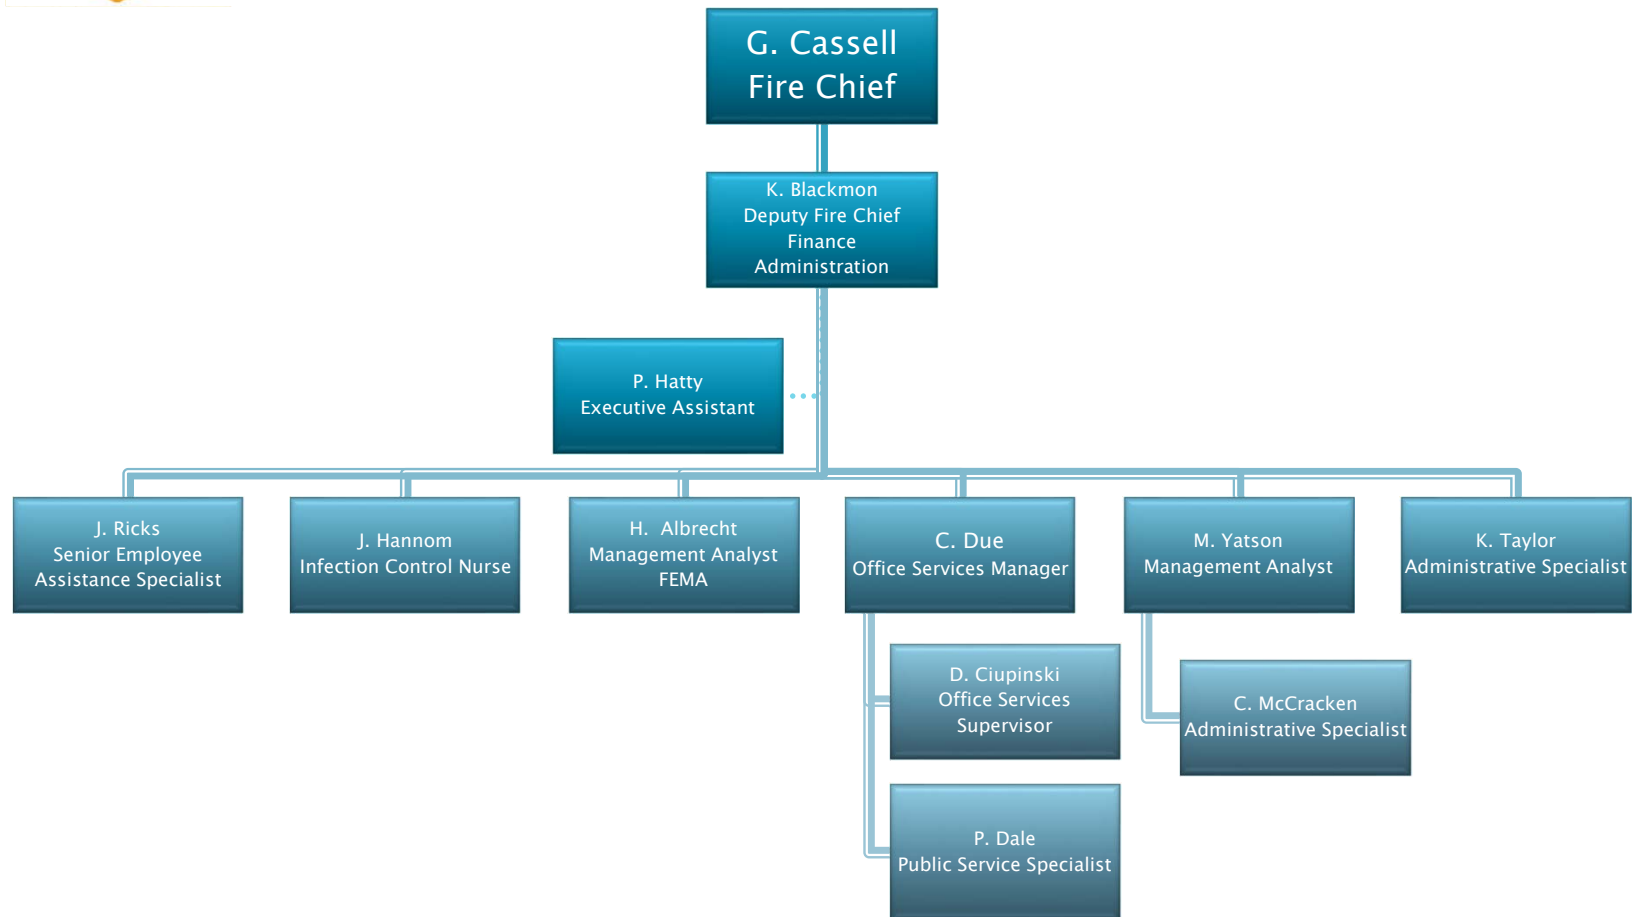 G. Cassell
Fire Chief
K. Blackmon
Deputy Fire Chief
Finance
Administration
P. Hatty
Executive Assistant
J. Ricks
Senior Employee
Assistance Specialist
J. Hannom
Infection Control Nurse
H. Albrecht
Management Analyst
FEMA
C. Due
Office Services Manager
M. Yatson
Management Analyst
K. Taylor
Administrative Specialist
D. Ciupinski
Office Services
Supervisor
C. McCracken
Administrative Specialist
P. Dale
Public Service Specialist